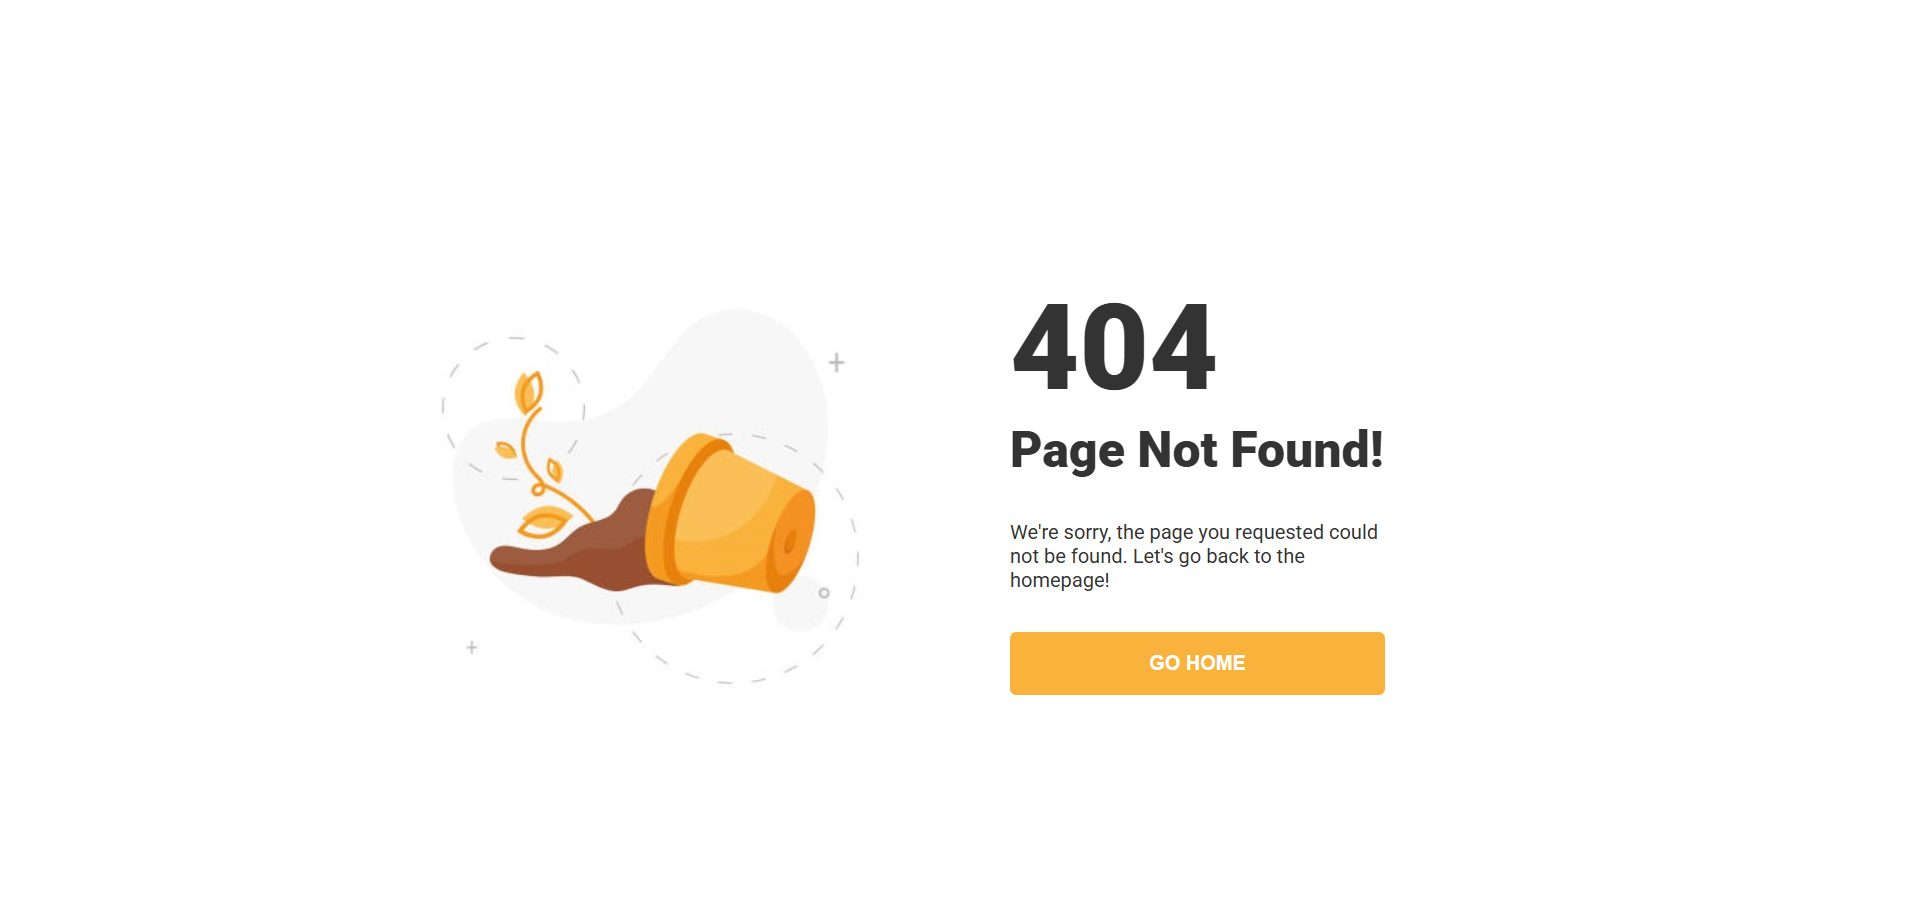 404
Page Not Found!
We're sorry, the page you requested could
not be found. Let's go back to the
homepage!
GO HOME